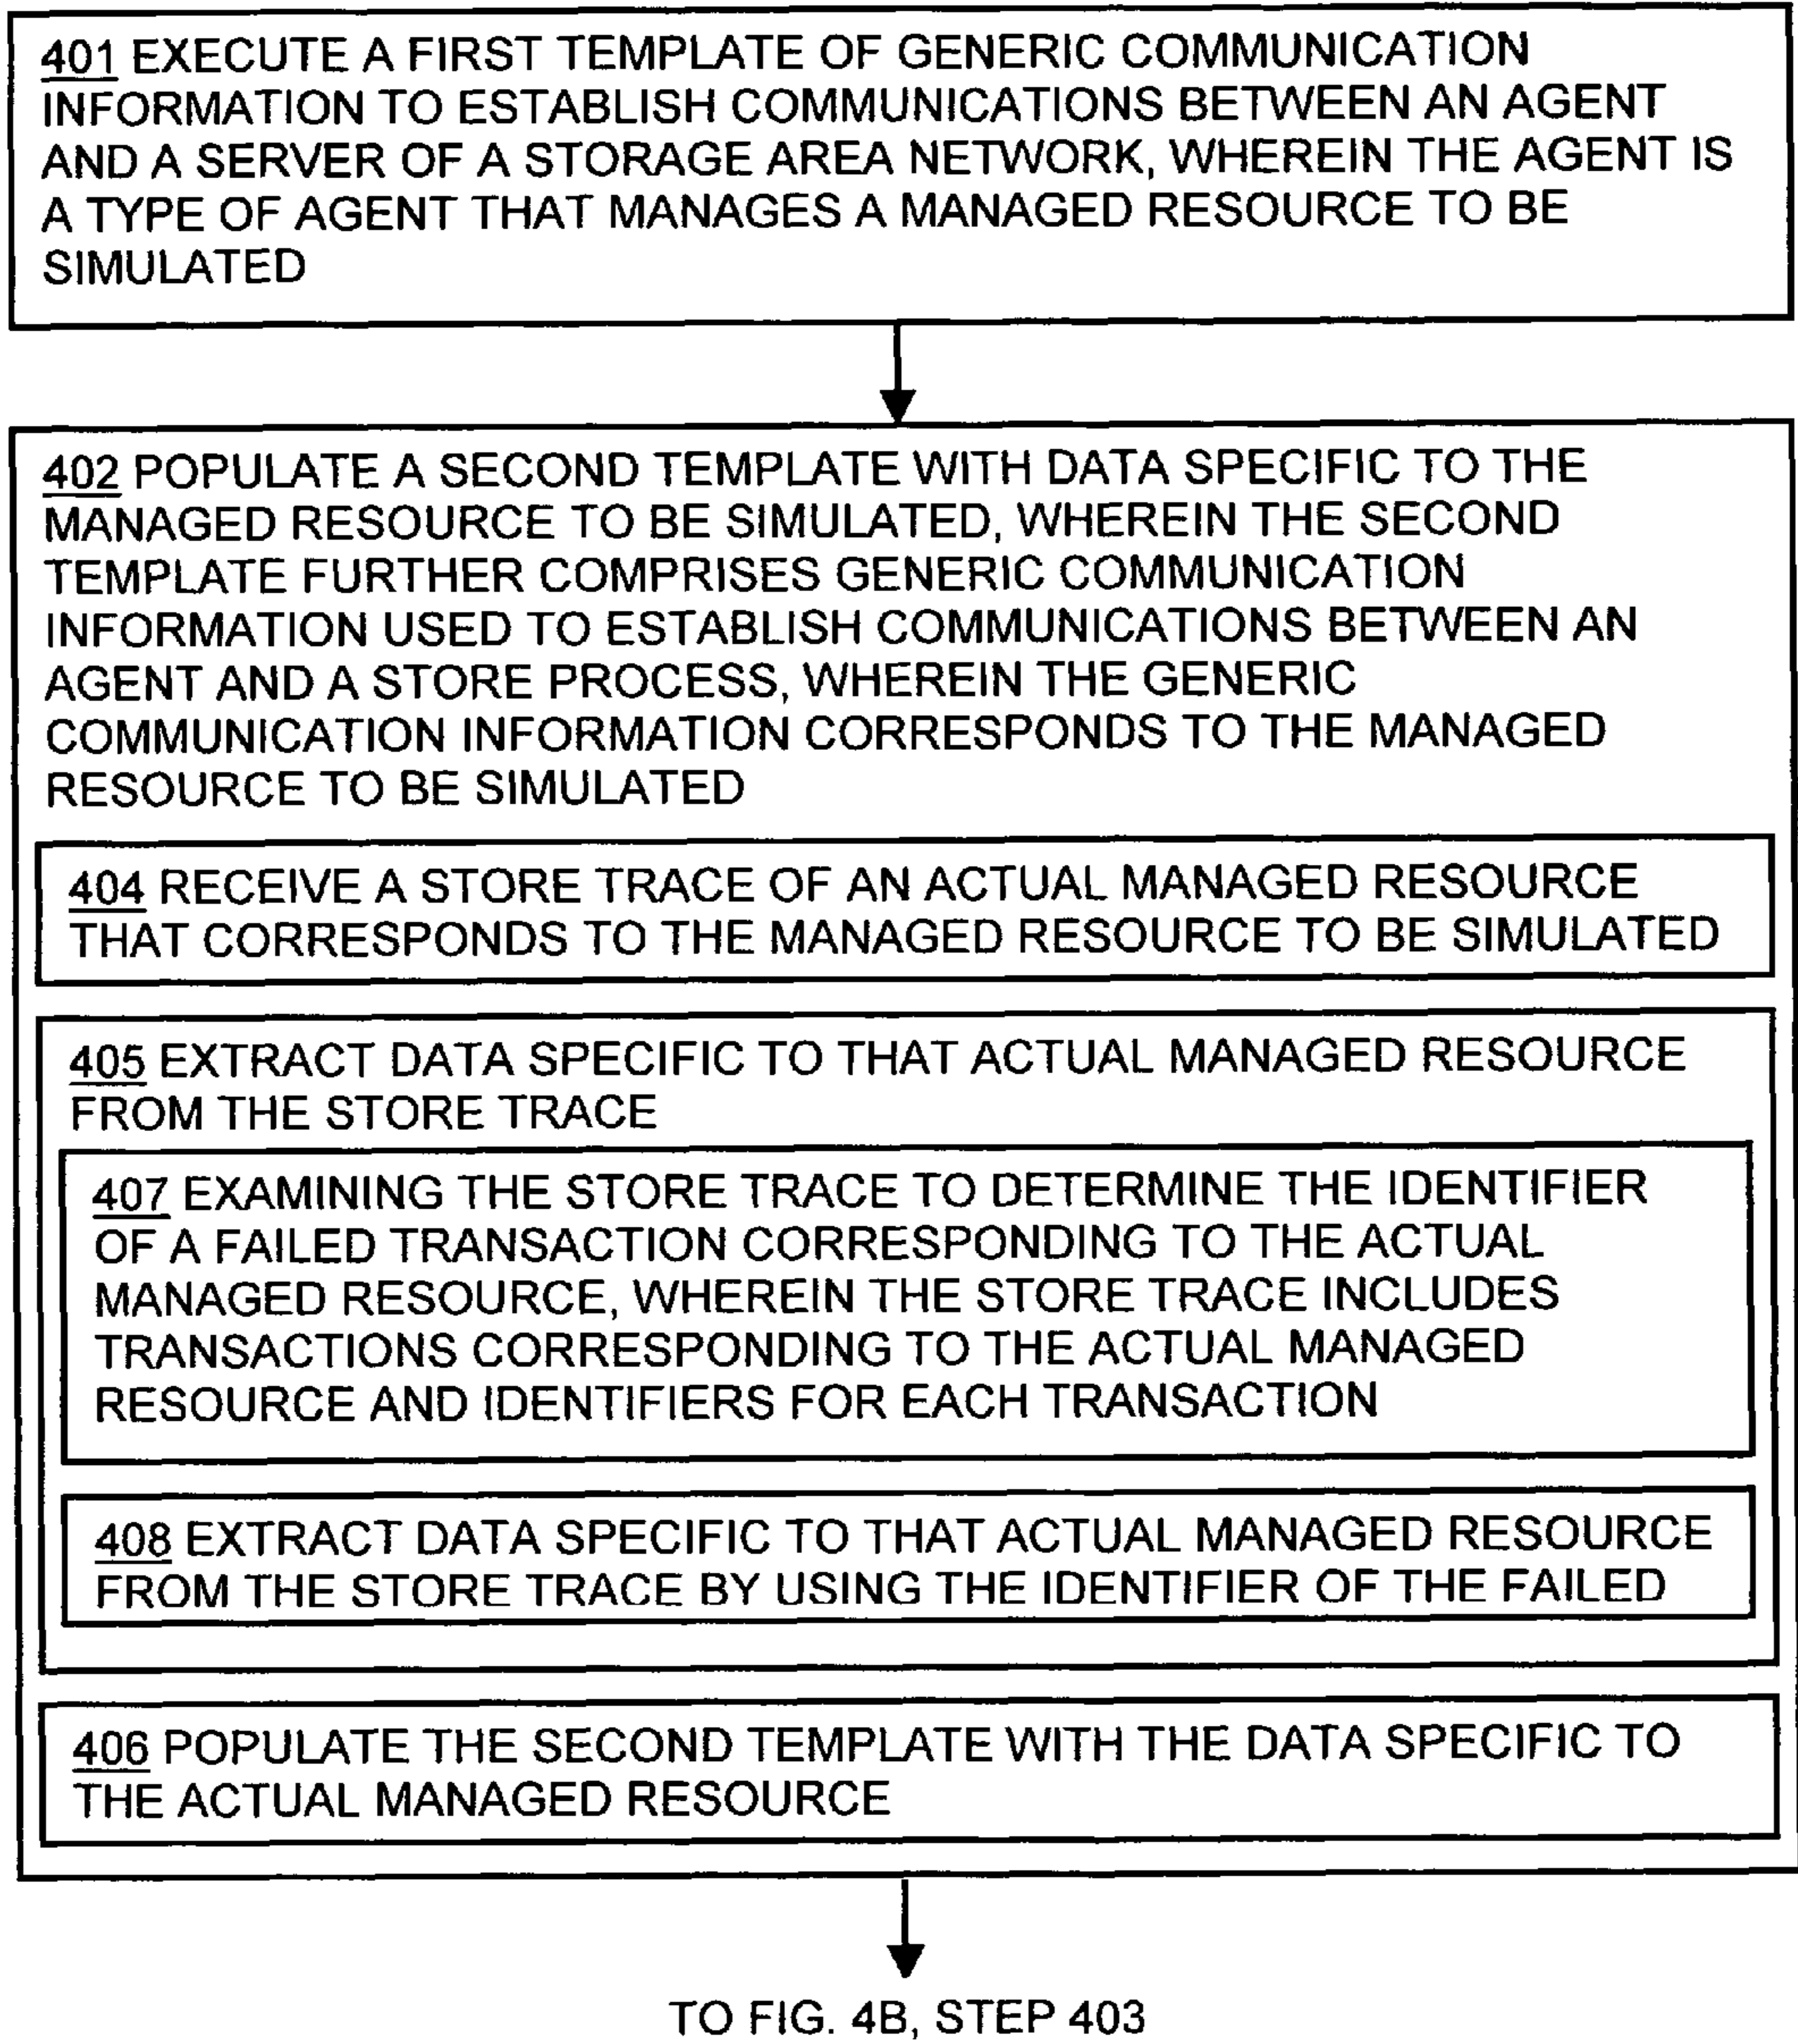 401 EXECUTE A FIRST TEMPLATE OF GENERIC COMMUNICATION
INFORMATION TO ESTABLISH COMMUNICATIONS BETWEEN AN AGENT
AND A SERVER OF A STORAGE AREA NETWORK, WHEREIN THE AGENT IS
A TYPE OF AGENT THAT MANAGES A MANAGED RESOURCE TO BE
SIMULATED
402 POPULATE A SECOND TEMPLATE WITH DATA SPECIFIC TO THE
MANAGED RESOURCE TO BE SIMULATED, WHEREIN THE SECOND
TEMPLATE FURTHER COMPRISES GENERIC COMMUNICATION
INFORMATION USED TO ESTABLISH COMMUNICATIONS BETWEEN AN
AGENT AND A STORE PROCESS, WHEREIN THE GENERIC
COMMUNICATION INFORMATION CORRESPONDS TO THE MANAGED
RESOURCE TO BE SIMULATED
404 RECEIVE A STORE TRACE OF AN ACTUAL MANAGED RESOURCE
THAT CORRESPONDS TO THE MANAGED RESOURCE TO BE SIMULATED
405 EXTRACT DATA SPECIFIC TO THAT ACTUAL MANAGED RESOURCE
FROM THE STORE TRACE
407 EXAMINING THE STORE TRACE TO DETERMINE THE IDENTIFIER
OF A FAILED TRANSACTION CORRESPONDING TO THE ACTUAL
MANAGED RESOURCE, WHEREIN THE STORE TRACE INCLUDES
TRANSACTIONS CORRESPONDING TO THE ACTUAL MANAGED
RESOURCE AND IDENTIFIERS FOR EACH TRANSACTION
408 EXTRACT DATA SPECIFIC TO THAT ACTUAL MANAGED RESOURCE
FROM THE STORE TRACE BY USING THE IDENTIFIER OF THE FAILED
406 POPULATE THE SECOND TEMPLATE WITH THE DATA SPECIFIC TO
THE ACTUAL MANAGED RESOURCE
TO FIG. 4B, STEP 403